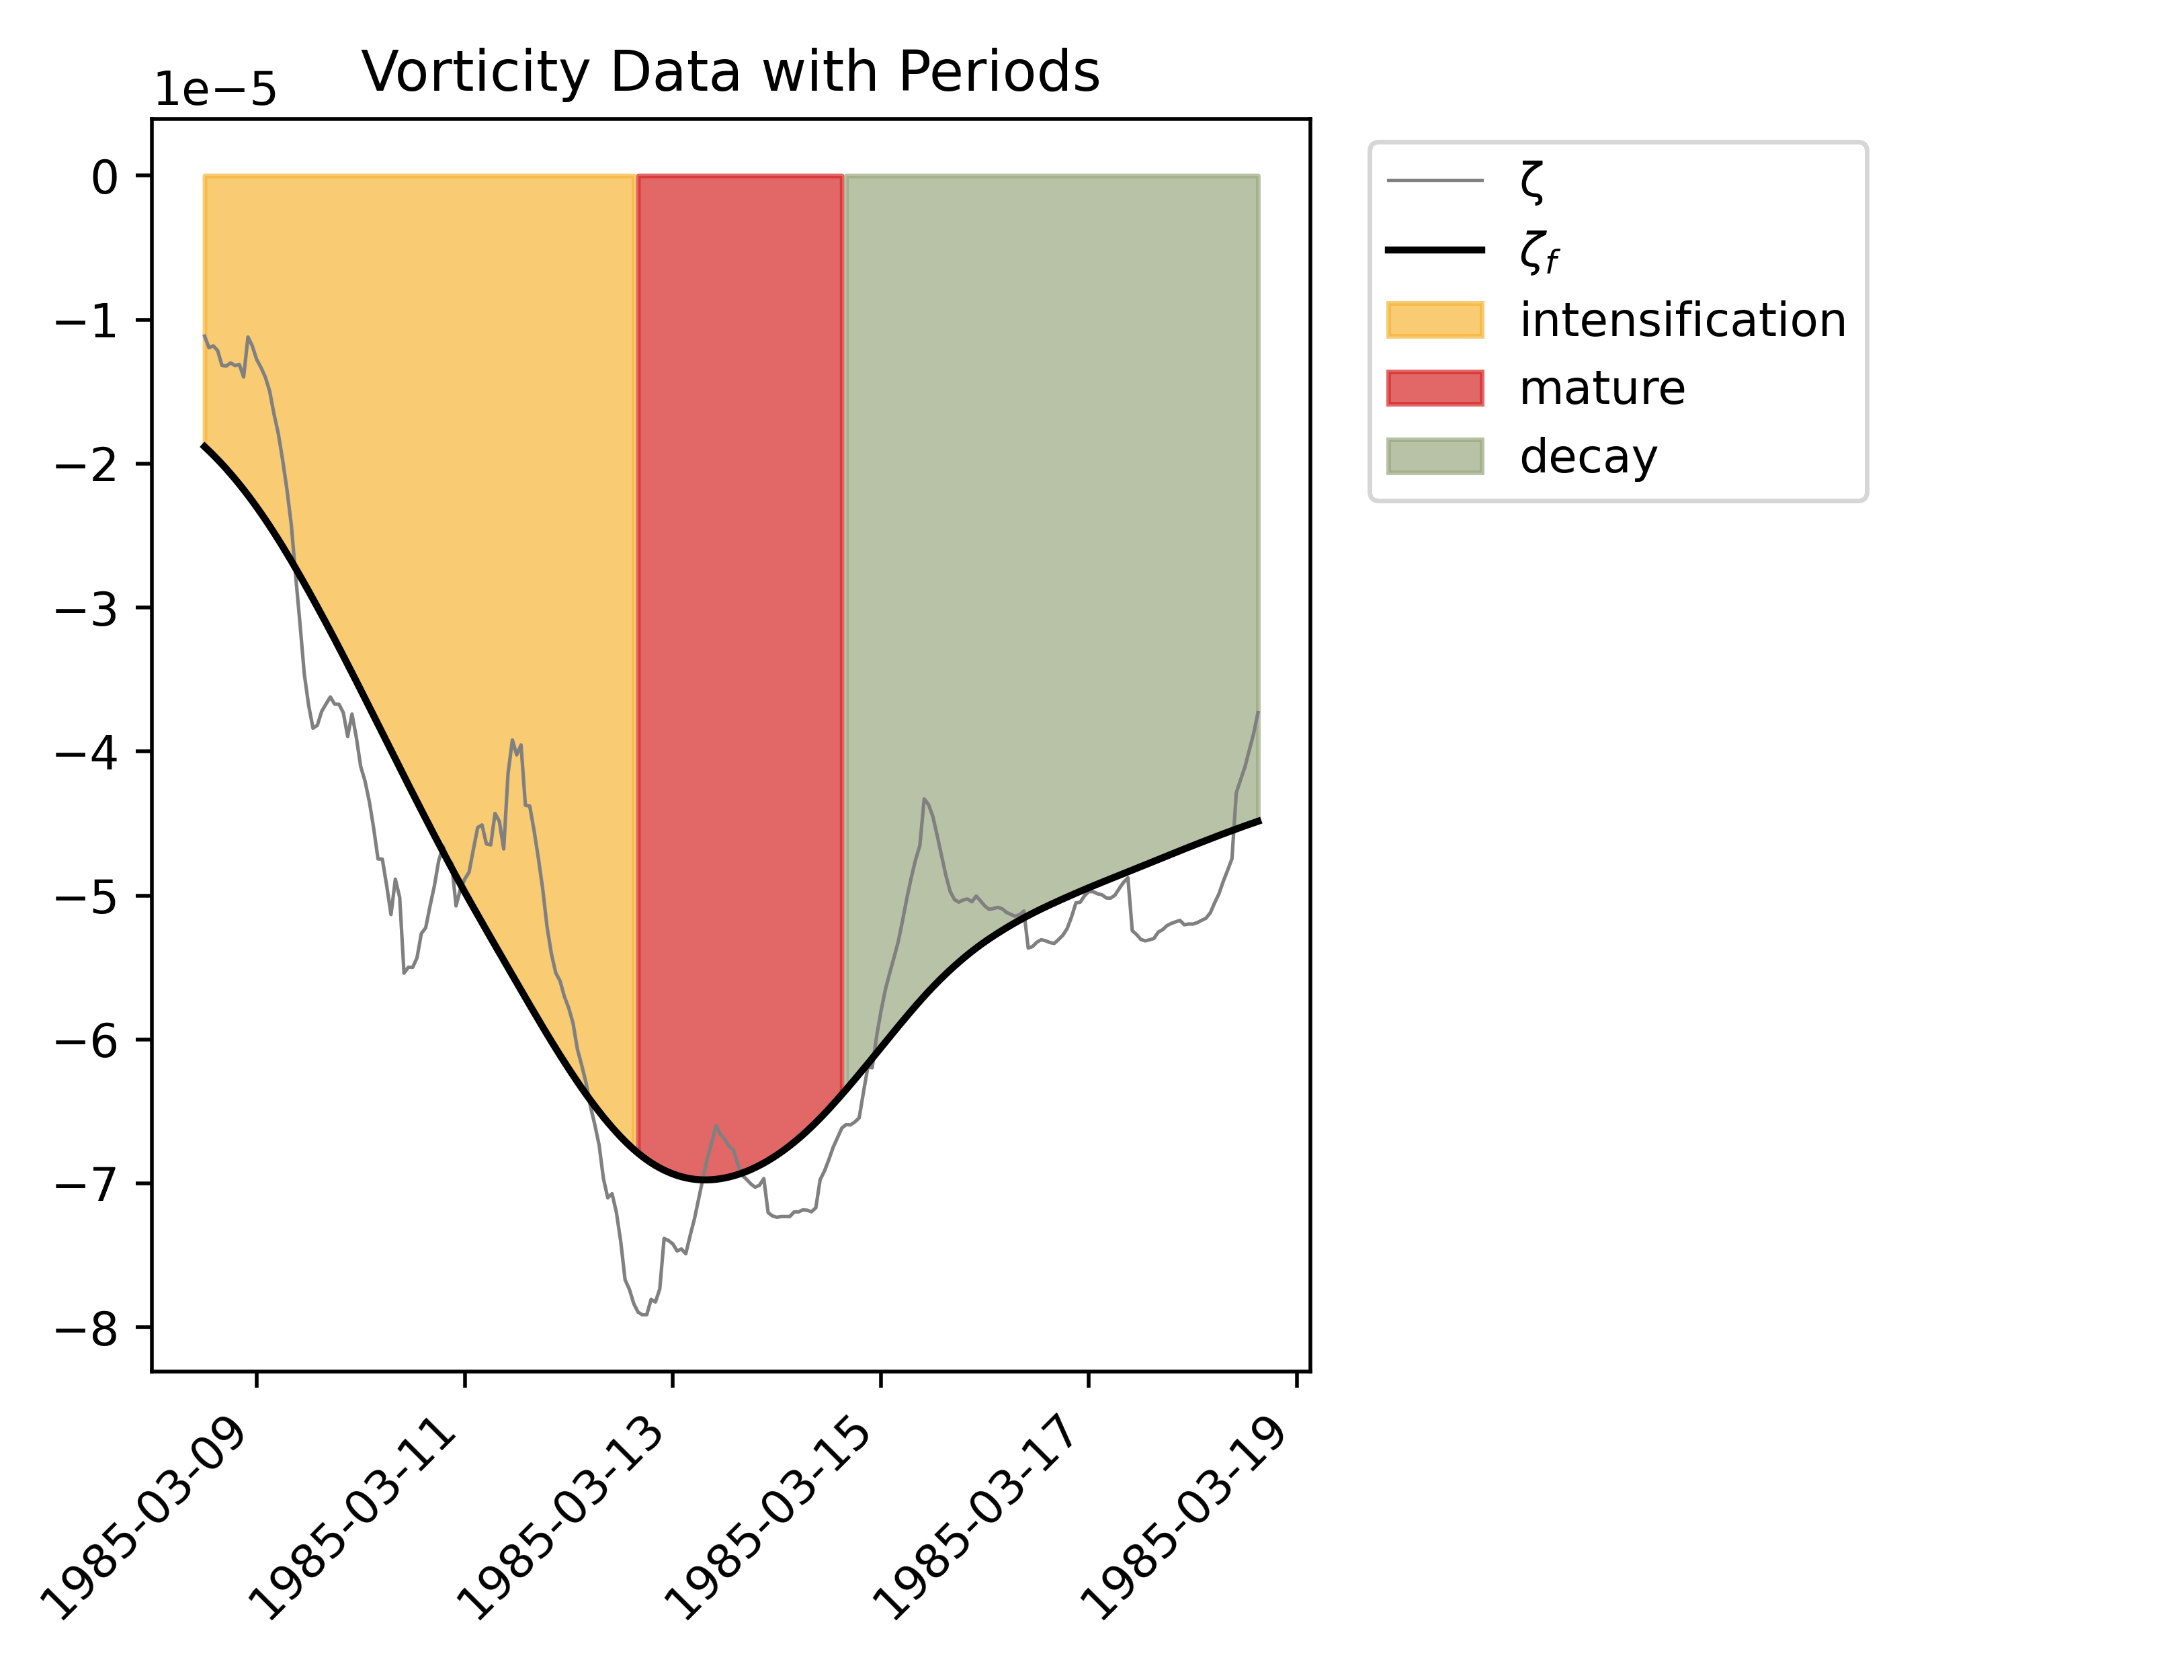 Vorticity Data with Periods
1e−5
0
−1
−2
−3
−4
−5
−6
−7
−8
1985-03-09
1985-03-11
1985-03-13
1985-03-15
1985-03-17
1985-03-19
ζ
ζf
intensification
mature
decay